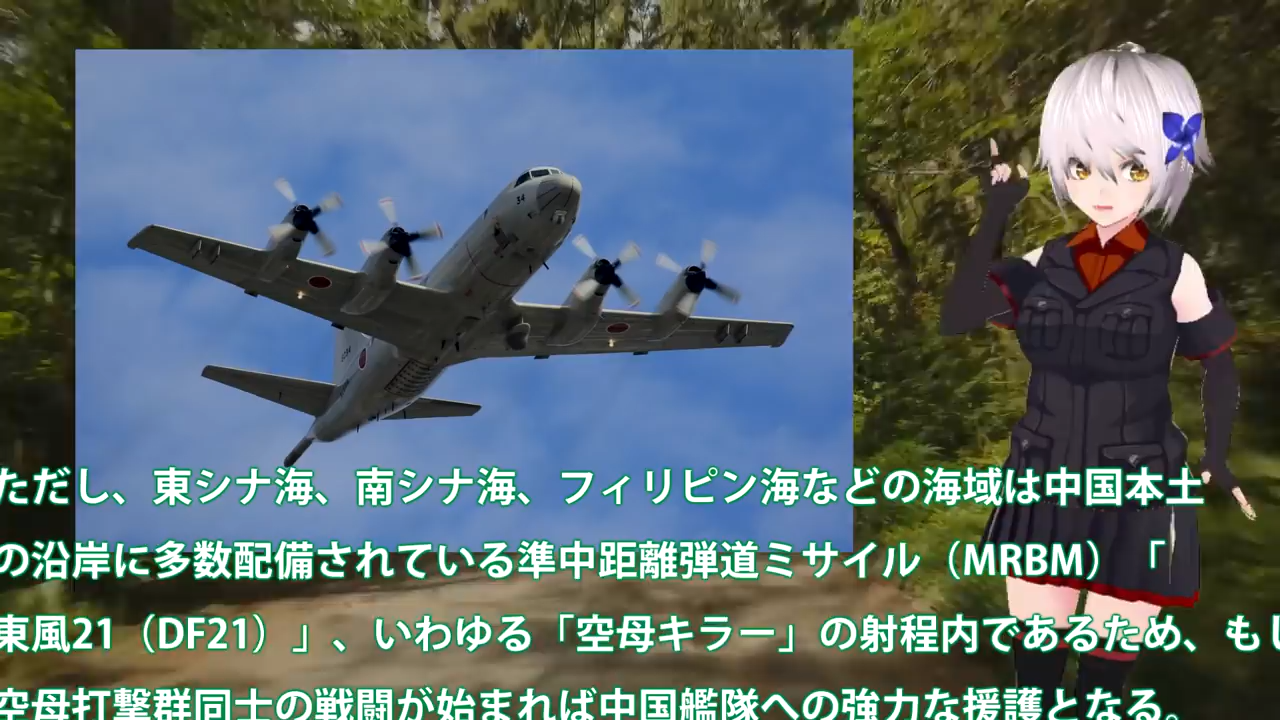 34
ただし、東シナ海、南シナ海、フィリピン海などの海域は中国本土
の沿岸に多数配備されている準中距離弾道ミサイル（MRBM）「
東風21（DF21）」、いわゆる「空母キラー」の射程内であるため、もし
空母打撃群同士の戦闘が始まれば中国艦隊への強力な援護となる。